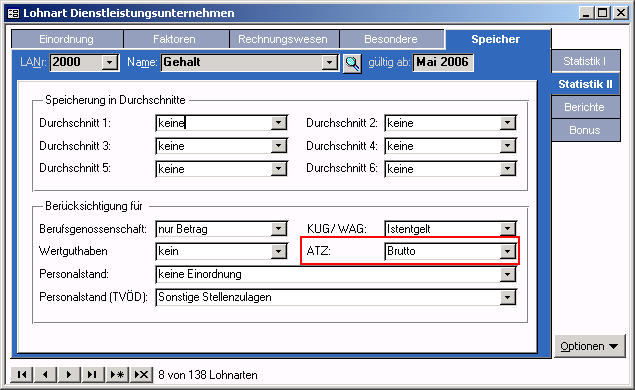 Lohnart Dienstleistungsunternehmen
Einordnung Faktoren Rechnungswesen Besondere Speicher
LANr: 2000 Name: Gehalt gültig ab: Mai 2006
Statistik I
Statistik II
Berichte
Bonus
Speicherung in Durchschnitte
Durchschnitt 1: keine Durchschnitt 2: keine
Durchschnitt 3: keine Durchschnitt 4: keine
Durchschnitt 5: keine Durchschnitt 6: keine
Berücksichtigung für
Berufsgenossenschaft: nur Betrag KUG/WAG: Istentgelt
Wertguthaben kein ATZ: Brutto
Personalstand: keine Einordnung
Personalstand (TVÖD): Sonstige Stellenzulagen
Optionen
8 von 138 Lohnarten